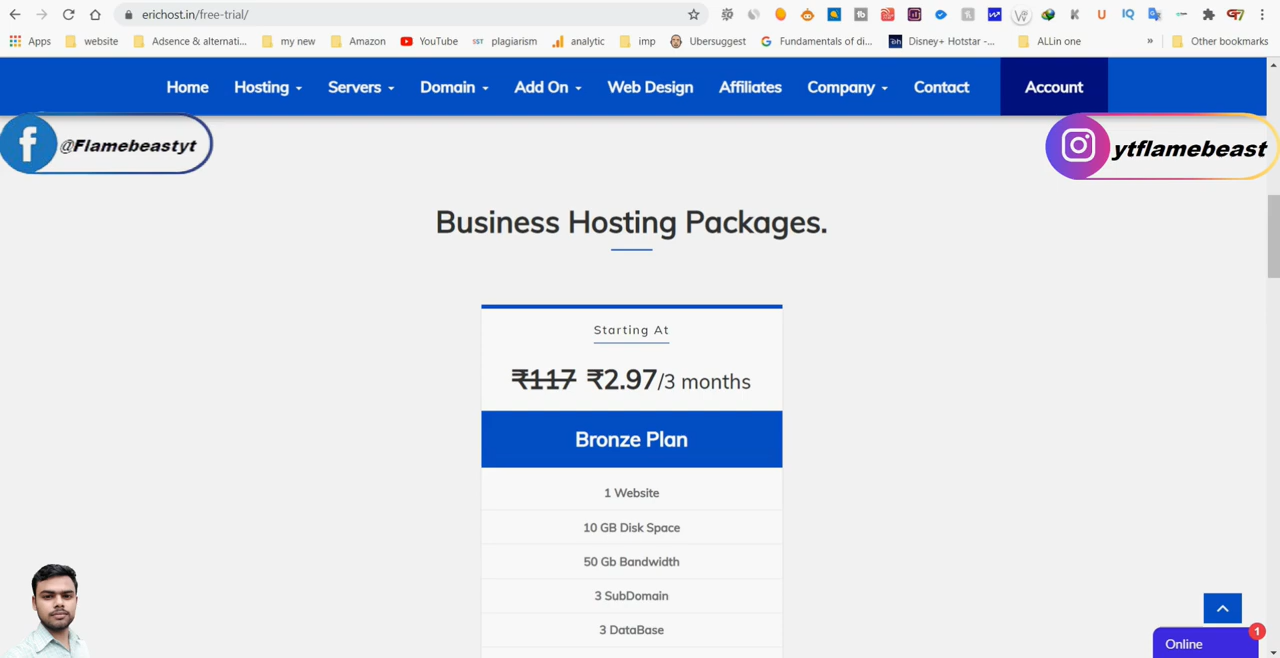 erichost.in/free-trial/
Apps website Adsence & alternati... my new Amazon YouTube SST plagiarism analytic imp Ubersuggest Fundamentals of di... Disney+ Hotstar -... ALLin one » Other bookmarks
Home Hosting Servers Domain Add On Web Design Affiliates Company Contact Account
@Flamebeastyt
ytflamebeast
Business Hosting Packages.
Starting At
₹117 ₹2.97/3 months
Bronze Plan
1 Website
10 GB Disk Space
50 Gb Bandwidth
3 SubDomain
3 DataBase
Online 1